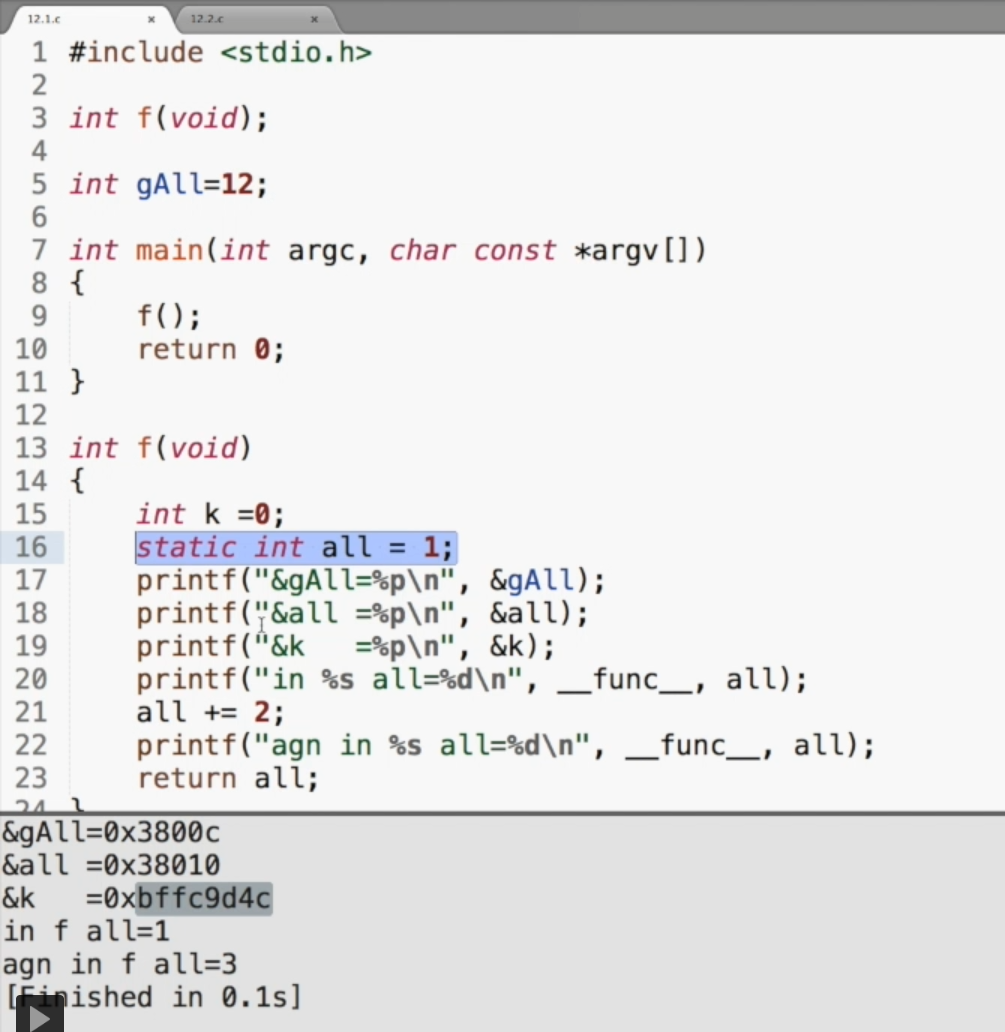 12.1.c × 12.2.c ×
1 #include <stdio.h>
2
3 int f(void);
4
5 int gAll=12;
6
7 int main(int argc, char const *argv[])
8 {
9 f();
10 return 0;
11 }
12
13 int f(void)
14 {
15 int k =0;
16 static int all = 1;
17 printf("&gAll=%p\n", &gAll);
18 printf("&all =%p\n", &all);
19 printf("&k   =%p\n", &k);
20 printf("in %s all=%d\n", __func__, all);
21 all += 2;
22 printf("agn in %s all=%d\n", __func__, all);
23 return all;
24 }
&gAll=0x3800c
&all =0x38010
&k   =0xbffc9d4c
in f all=1
agn in f all=3
[Finished in 0.1s]